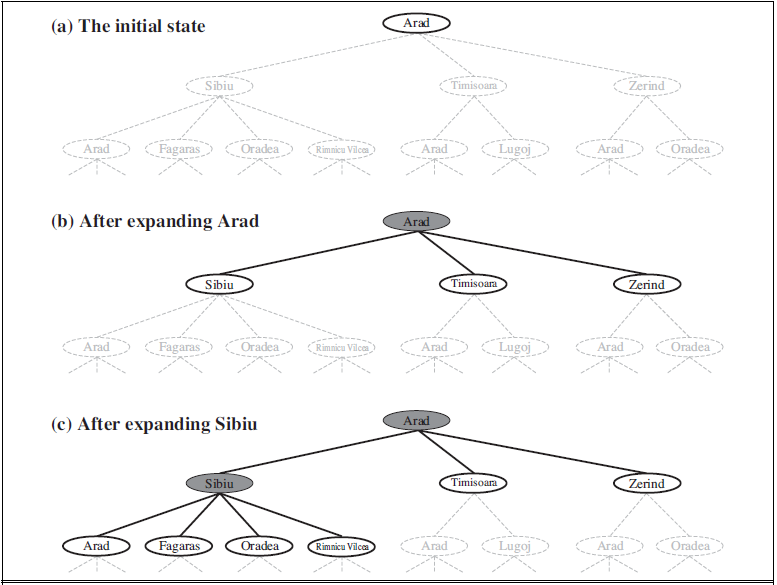 (a) The initial state
Arad
Sibiu Timisoara Zerind
Arad Fagaras Oradea Rimnicu Vilcea Arad Lugoj Arad Oradea
(b) After expanding Arad
Arad
Sibiu Timisoara Zerind
Arad Fagaras Oradea Rimnicu Vilcea Arad Lugoj Arad Oradea
(c) After expanding Sibiu
Arad
Sibiu Timisoara Zerind
Arad Fagaras Oradea Rimnicu Vilcea Arad Lugoj Arad Oradea